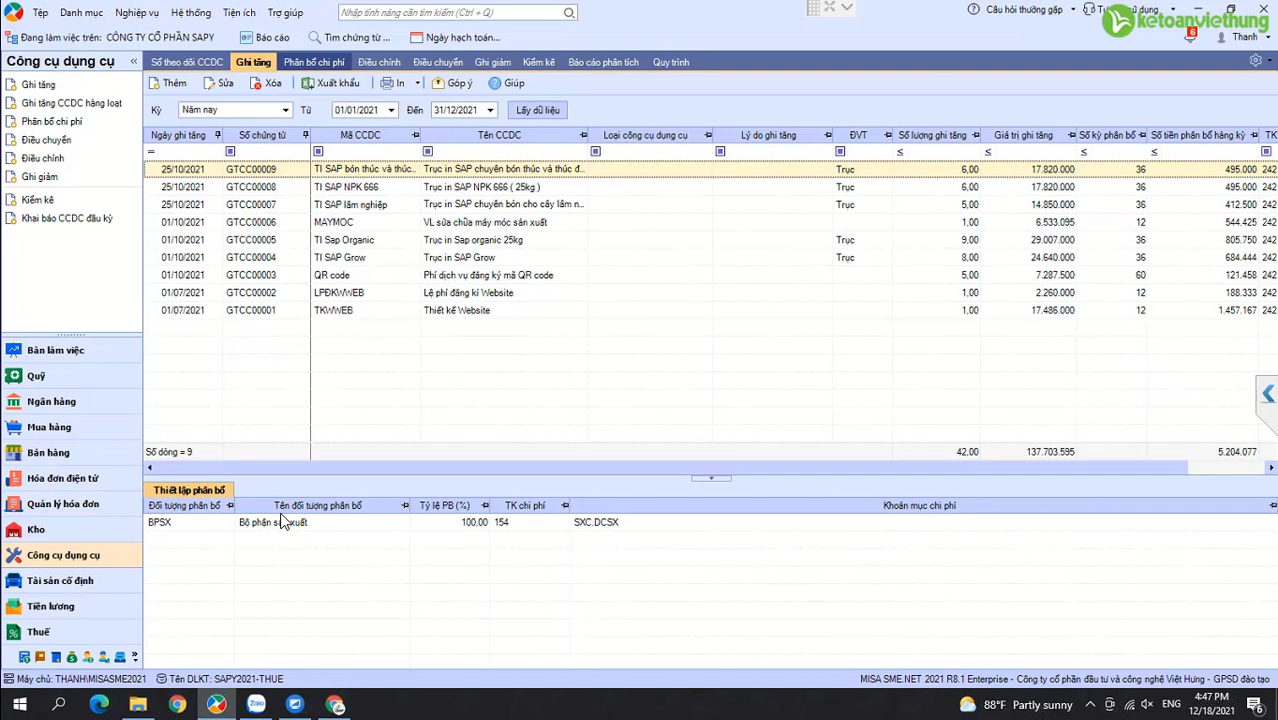 Tệp Danh mục Nghiệp vụ Hệ thống Tiện ích Trợ giúp Nhập tính năng cần tìm kiếm (Ctrl + Q) Câu hỏi thường gặp
ketoanviethung
Đang làm việc trên: CÔNG TY CỔ PHẦN SAPY Báo cáo Tìm chứng từ... Ngày hạch toán... 6 Thanh
Công cụ dụng cụ Sổ theo dõi CCDC Ghi tăng Phân bổ chi phí Điều chỉnh Điều chuyển Ghi giảm Kiểm kê Báo cáo phân tích Quy trình
Ghi tăng
Ghi tăng CCDC hàng loạt
Phân bổ chi phí
Điều chuyển
Điều chỉnh
Ghi giảm
Kiểm kê
Khai báo CCDC đầu kỳ
Thêm Sửa Xóa Xuất khẩu In Góp ý Giúp
Kỳ Năm nay Từ 01/01/2021 Đến 31/12/2021 Lấy dữ liệu
Ngày ghi tăng Số chứng từ Mã CCDC Tên CCDC Loại công cụ dụng cụ Lý do ghi tăng ĐVT Số lượng ghi tăng Giá trị ghi tăng Số kỳ phân bổ Số tiền phân bổ hàng kỳ TK
= ≤ ≤ ≤ ≤
25/10/2021 GTCC00009 TI SAP bón thúc và thúc... Trục in SAP chuyên bón thúc và thúc đ... Trục 6,00 17.820.000 36 495.000 242
25/10/2021 GTCC00008 TI SAP NPK 666 Trục in SAP NPK 666 ( 25kg ) Trục 6,00 17.820.000 36 495.000 242
25/10/2021 GTCC00007 TI SAP lâm nghiệp Trục in SAP chuyên bón cho cây lâm n... Trục 5,00 14.850.000 36 412.500 242
01/10/2021 GTCC00006 MAYMOC VL sửa chữa máy móc sản xuất 1,00 6.533.095 12 544.425 242
01/10/2021 GTCC00005 TI Sap Organic Trục in Sap organic 25kg Trục 9,00 29.007.000 36 805.750 242
01/10/2021 GTCC00004 TI SAP Grow Trục in SAP Grow Trục 8,00 24.640.000 36 684.444 242
01/10/2021 GTCC00003 QR code Phí dịch vụ đăng ký mã QR code 5,00 7.287.500 60 121.458 242
01/07/2021 GTCC00002 LPĐKWWEB Lệ phí đăng kí Website 1,00 2.260.000 12 188.333 242
01/07/2021 GTCC00001 TKWWEB Thiết kế Website 1,00 17.486.000 12 1.457.167 242
Số dòng = 9 42,00 137.703.595 5.204.077
Bàn làm việc
Quỹ
Ngân hàng
Mua hàng
Bán hàng
Hóa đơn điện tử
Quản lý hóa đơn
Kho
Công cụ dụng cụ
Tài sản cố định
Tiền lương
Thuế
Thiết lập phân bổ
Đối tượng phân bổ Tên đối tượng phân bổ Tỷ lệ PB (%) TK chi phí Khoản mục chi phí
BPSX Bộ phận sản xuất 100,00 154 SXC.DCSX
Máy chủ: THANH\MISASME2021 Tên DLKT: SAPY2021-THUE MISA SME.NET 2021 R8.1 Enterprise - Công ty cổ phần đầu tư và công nghệ Việt Hưng - GPSD đào tạo
Zalo 88°F Partly sunny ENG 4:47 PM
12/18/2021 6